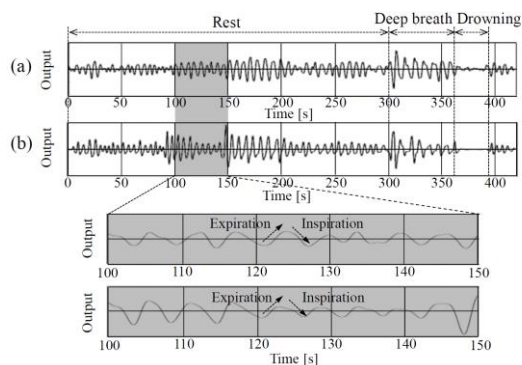 Rest
Deep breath
Drowning
(a)
Output
0 50 100 150 200 250 300 350 400
Time [s]
(b)
Output
0 50 100 150 200 250 300 350 400
Time [s]
Output
Expiration
Inspiration
100 110 120 130 140 150
Output
Expiration
Inspiration
100 110 120 130 140 150
Time [s]